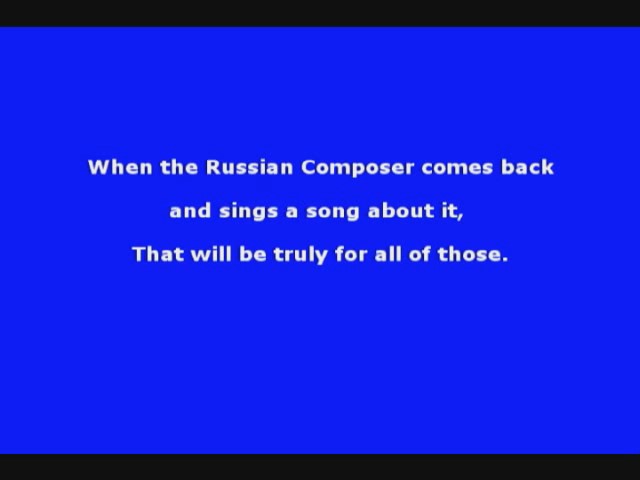 When the Russian Composer comes back
and sings a song about it,
That will be truly for all of those.